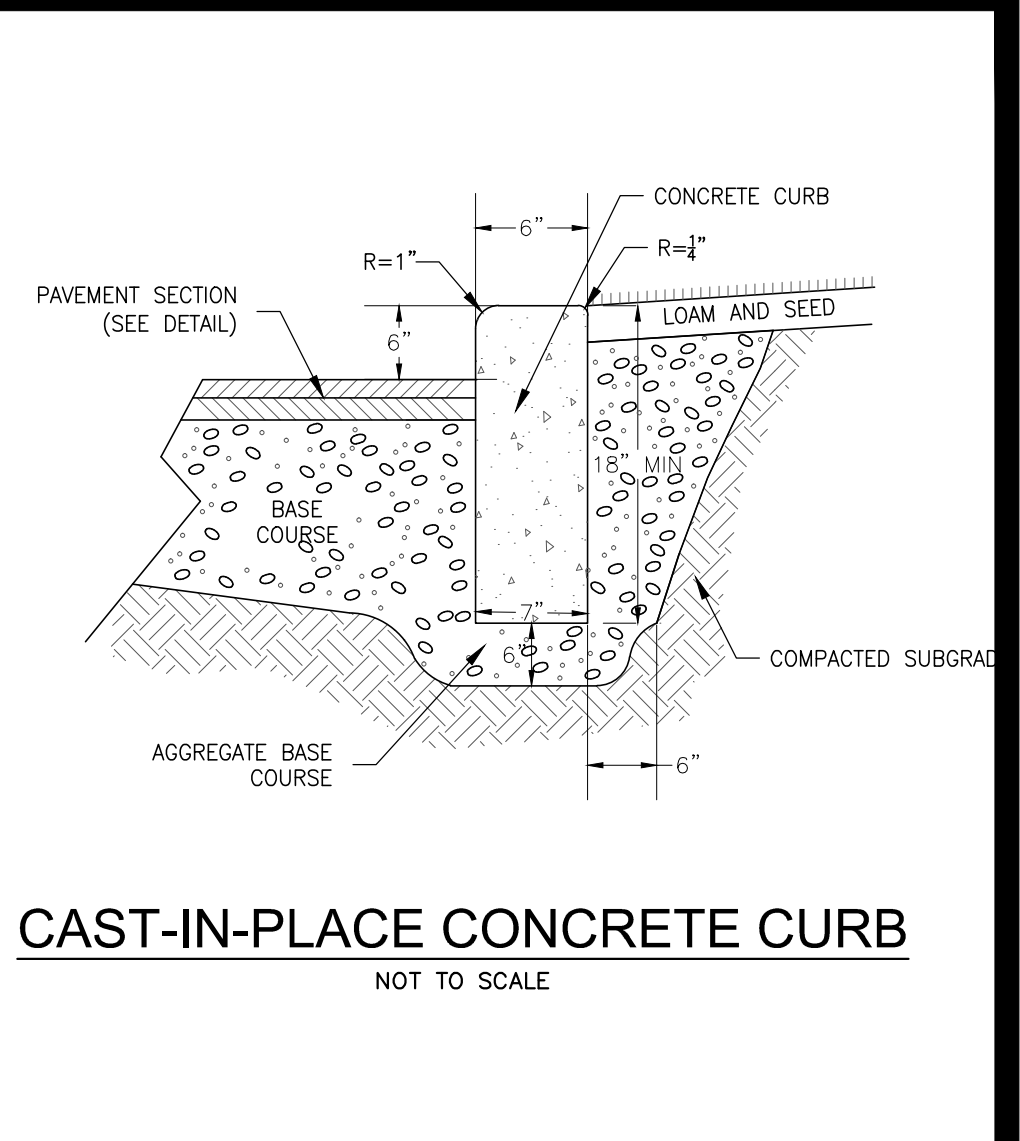 CONCRETE CURB
6"
R=1"
R=1/4"
PAVEMENT SECTION
(SEE DETAIL)
LOAM AND SEED
6"
18" MIN
BASE
COURSE
7"
6"
COMPACTED SUBGRAD
AGGREGATE BASE
COURSE
6"
CAST-IN-PLACE CONCRETE CURB
NOT TO SCALE